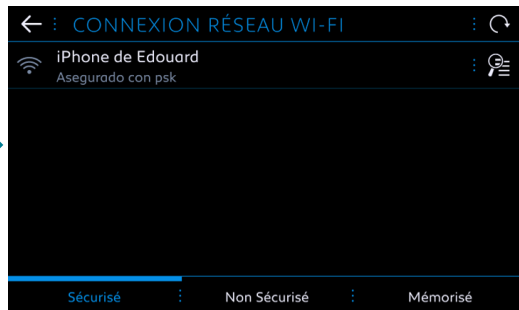 CONNEXION RÉSEAU WI-FI
iPhone de Edouard
Asegurado con psk
Sécurisé Non Sécurisé Mémorisé